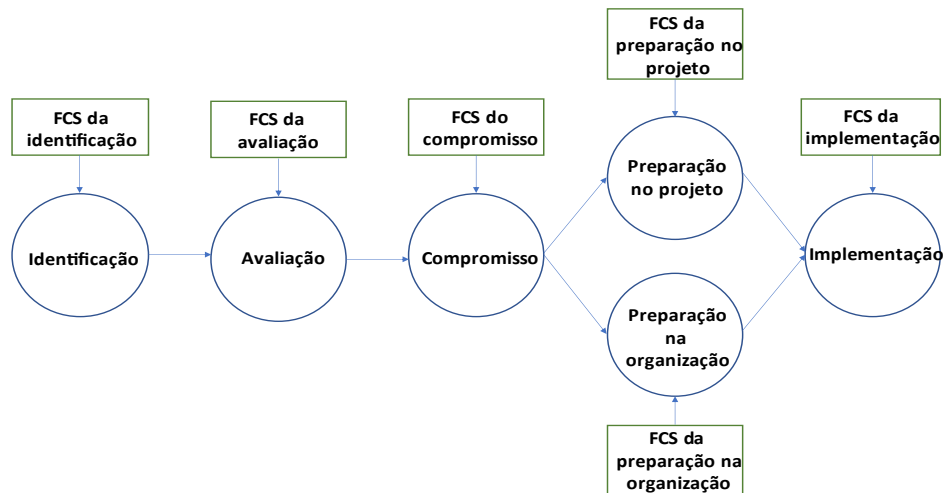 FCS da
preparação no
projeto
FCS da
identificação
FCS da
avaliação
FCS do
compromisso
FCS da
implementação
Preparação
no projeto
Identificação
Avaliação
Compromisso
Implementação
Preparação
na
organização
FCS da
preparação na
organização